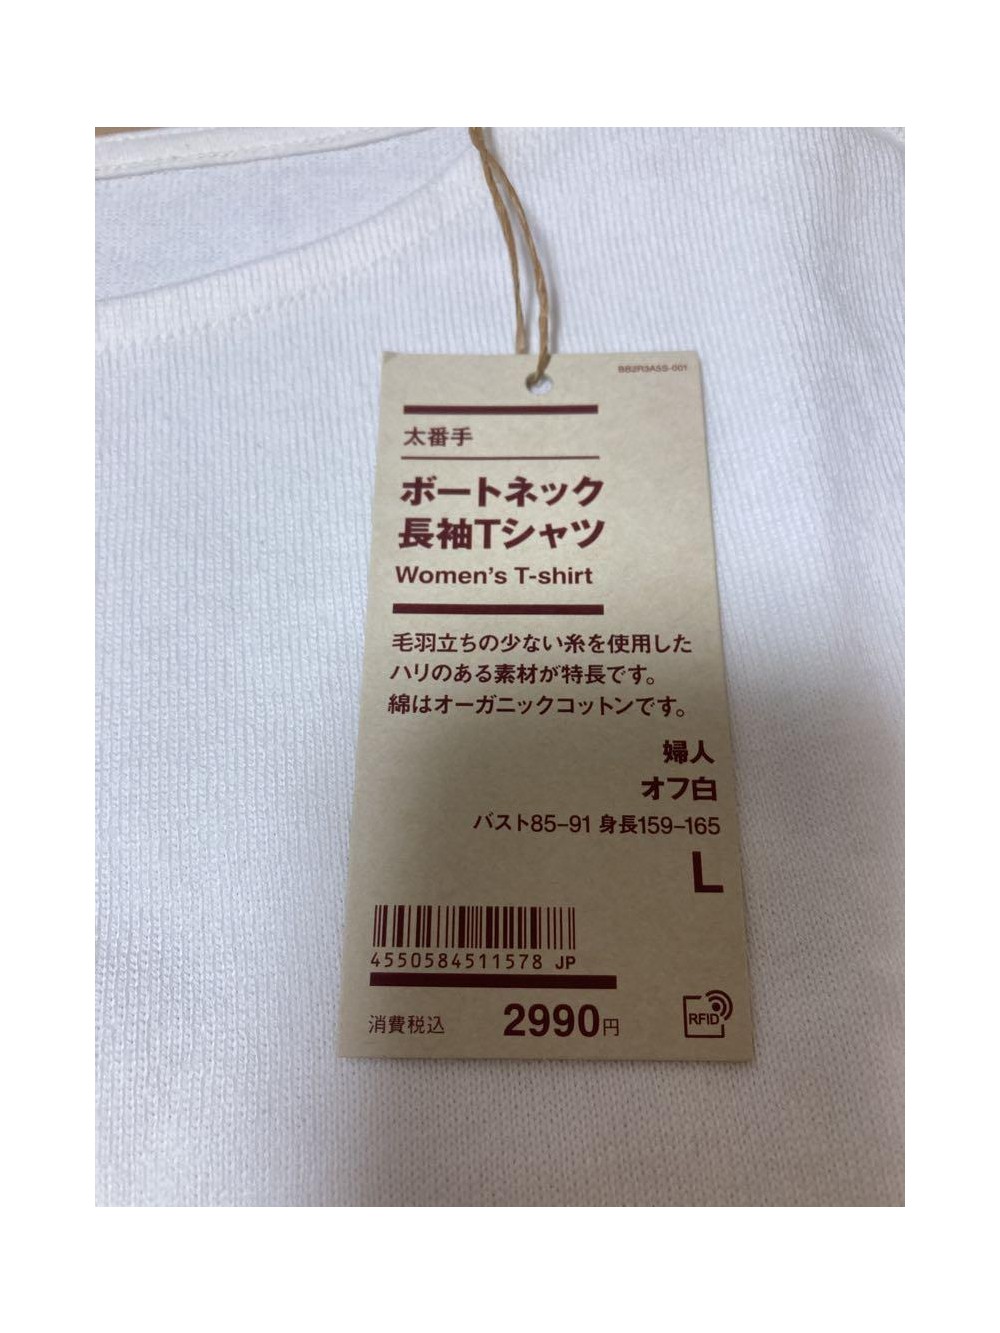 BB2R3A5S-001
太番手
ボートネック
長袖Tシャツ
Women's T-shirt
毛羽立ちの少ない糸を使用した
ハリのある素材が特長です。
綿はオーガニックコットンです。
婦人
オフ白
バスト85-91 身長159-165
L
4550584511578 JP
消費税込 2990円
RFID